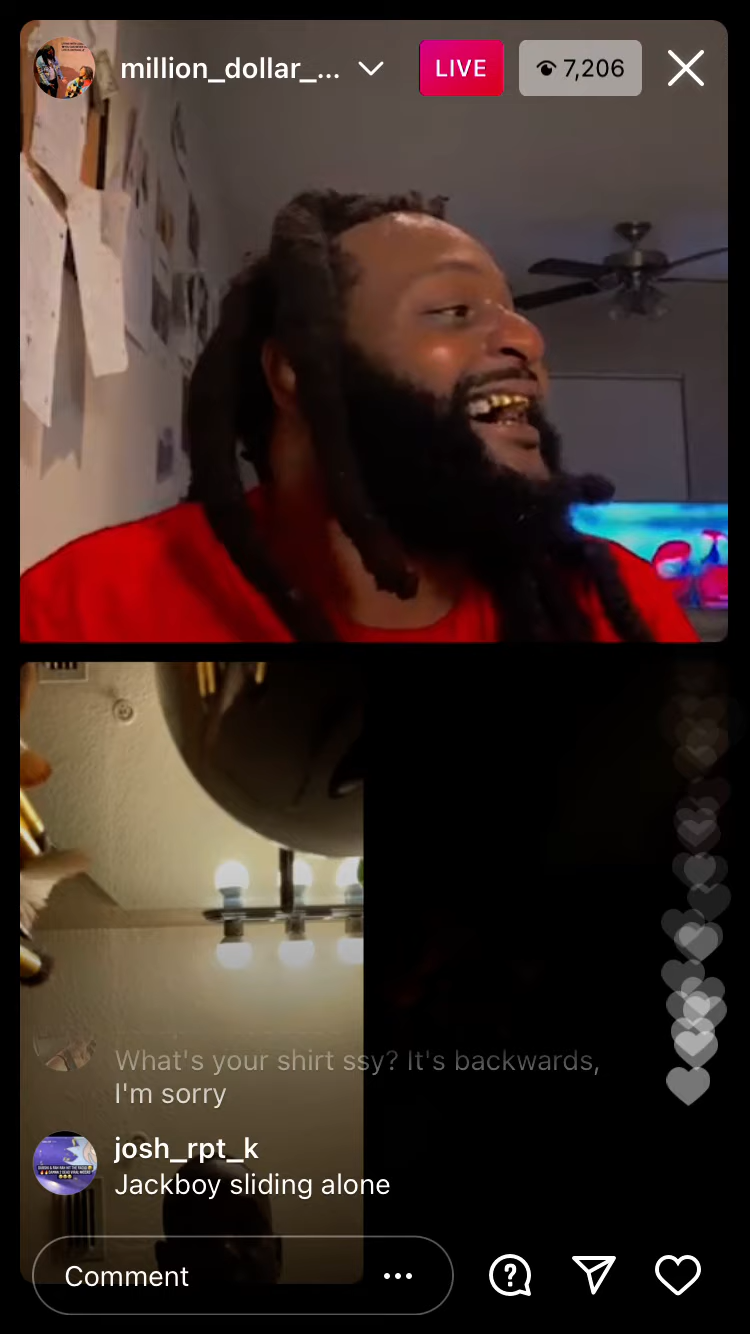 million_dollar_...
LIVE
7,206
What's your shirt ssy? It's backwards,
I'm sorry
josh_rpt_k
Jackboy sliding alone
Comment